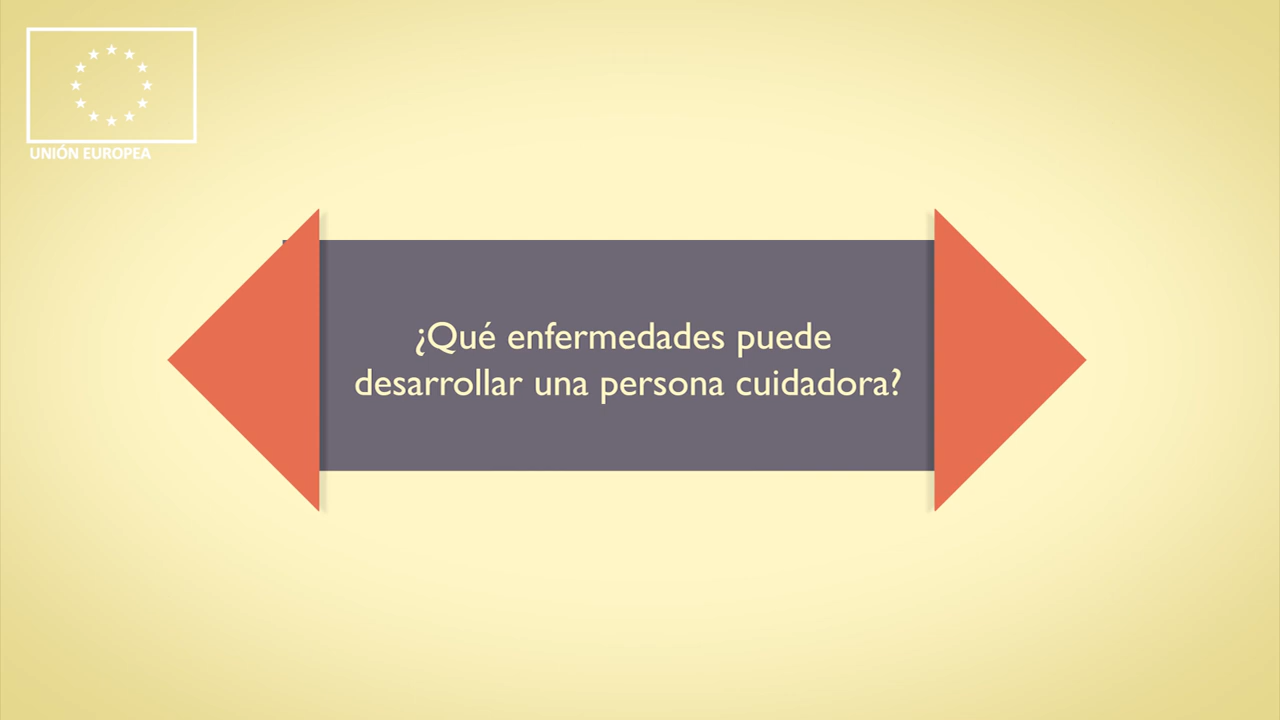 UNIÓN EUROPEA
¿Qué enfermedades puede
desarrollar una persona cuidadora?